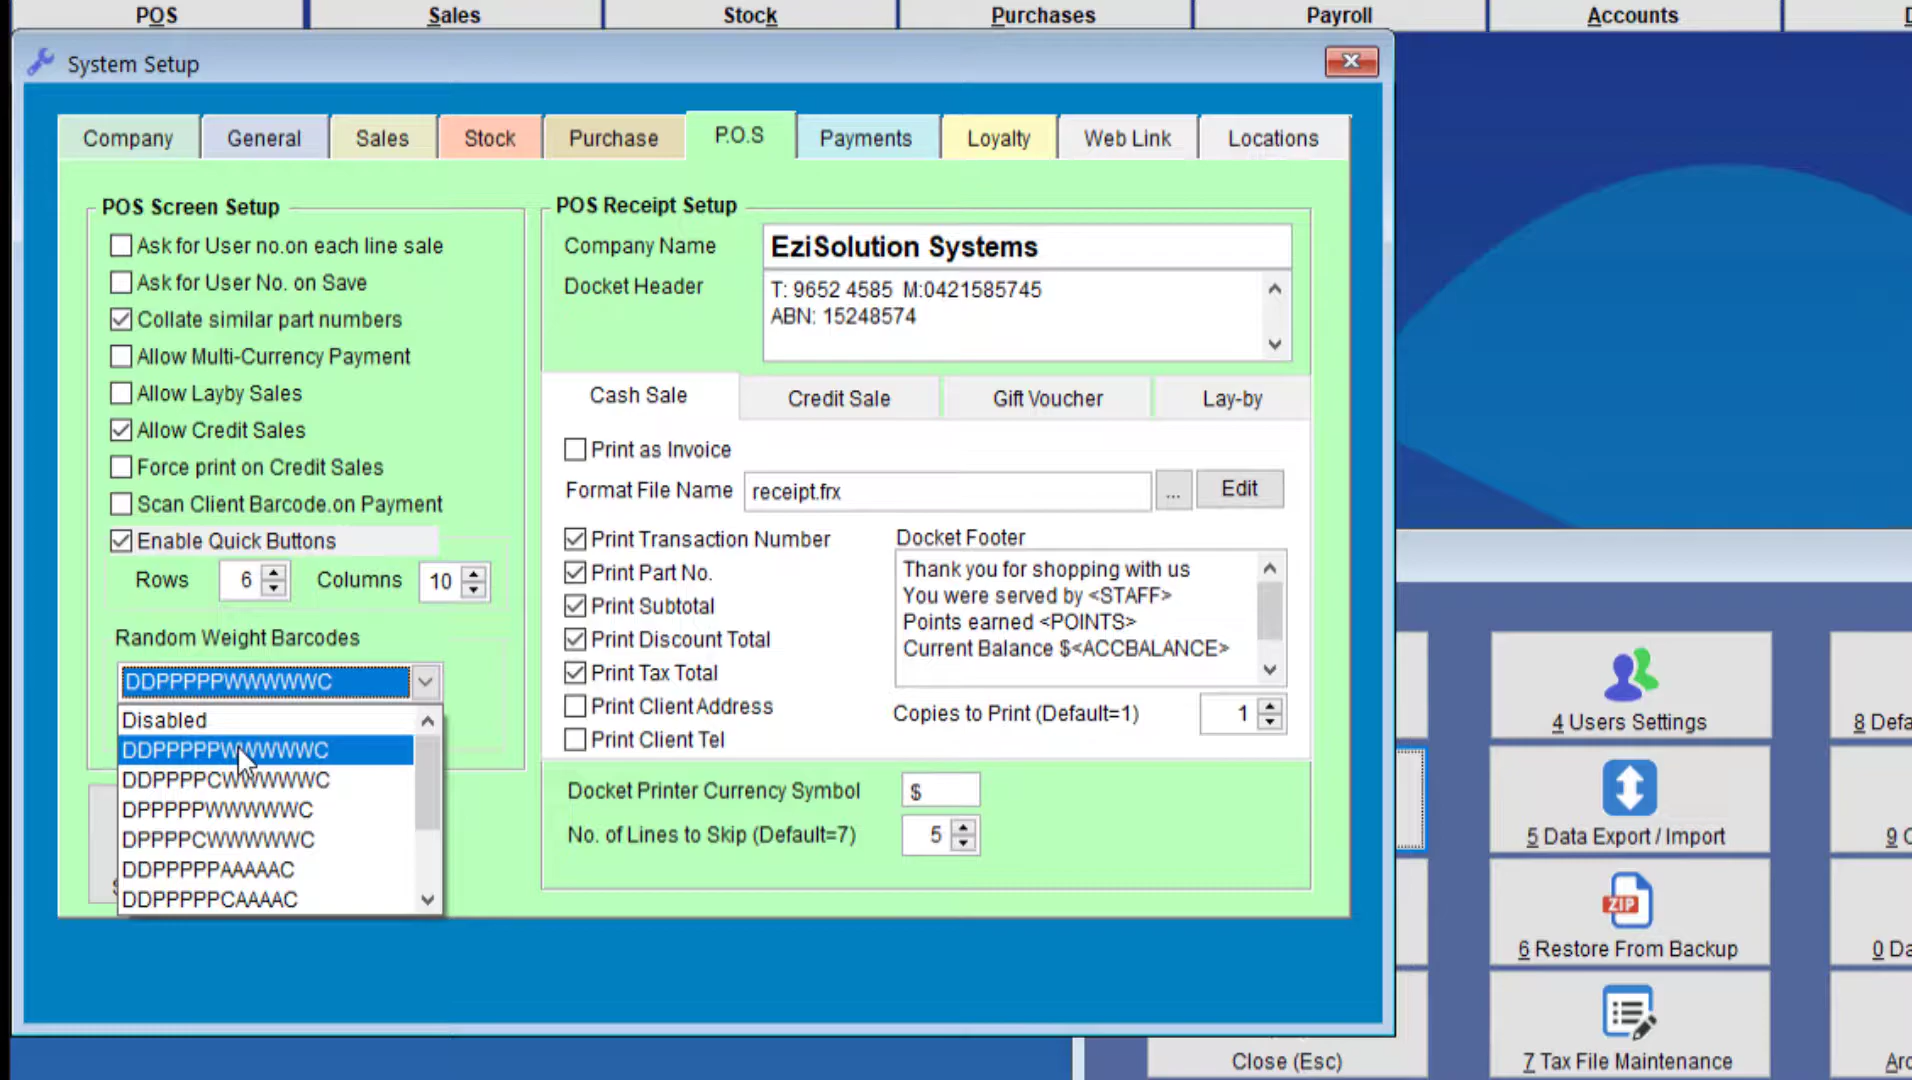 POS
Sales
Stock
Purchases
Payroll
Accounts
System Setup
Company
General
Sales
Stock
Purchase
P.O.S
Payments
Loyalty
Web Link
Locations
POS Screen Setup
Ask for User no.on each line sale
Ask for User No. on Save
Collate similar part numbers
Allow Multi-Currency Payment
Allow Layby Sales
Allow Credit Sales
Force print on Credit Sales
Scan Client Barcode.on Payment
Enable Quick Buttons
Rows 6 Columns 10
Random Weight Barcodes
DDPPPPPWWWWWC
Disabled
DDPPPPPWWWWWC
DDPPPPCWWWWWC
DPPPPPWWWWWC
DPPPPCWWWWWC
DDPPPPPAAAAAC
DDPPPPPCAAAAC
POS Receipt Setup
Company Name EziSolution Systems
Docket Header
T: 9652 4585 M:0421585745
ABN: 15248574
Cash Sale
Credit Sale
Gift Voucher
Lay-by
Print as Invoice
Format File Name receipt.frx ... Edit
Print Transaction Number
Print Part No.
Print Subtotal
Print Discount Total
Print Tax Total
Print Client Address
Print Client Tel
Docket Footer
Thank you for shopping with us
You were served by <STAFF>
Points earned <POINTS>
Current Balance $<ACCBALANCE>
Copies to Print (Default=1) 1
Docket Printer Currency Symbol $
No. of Lines to Skip (Default=7) 5
4 Users Settings
5 Data Export / Import
ZIP
6 Restore From Backup
7 Tax File Maintenance
Close (Esc)
8 Defa
9 C
0 Da
Arc